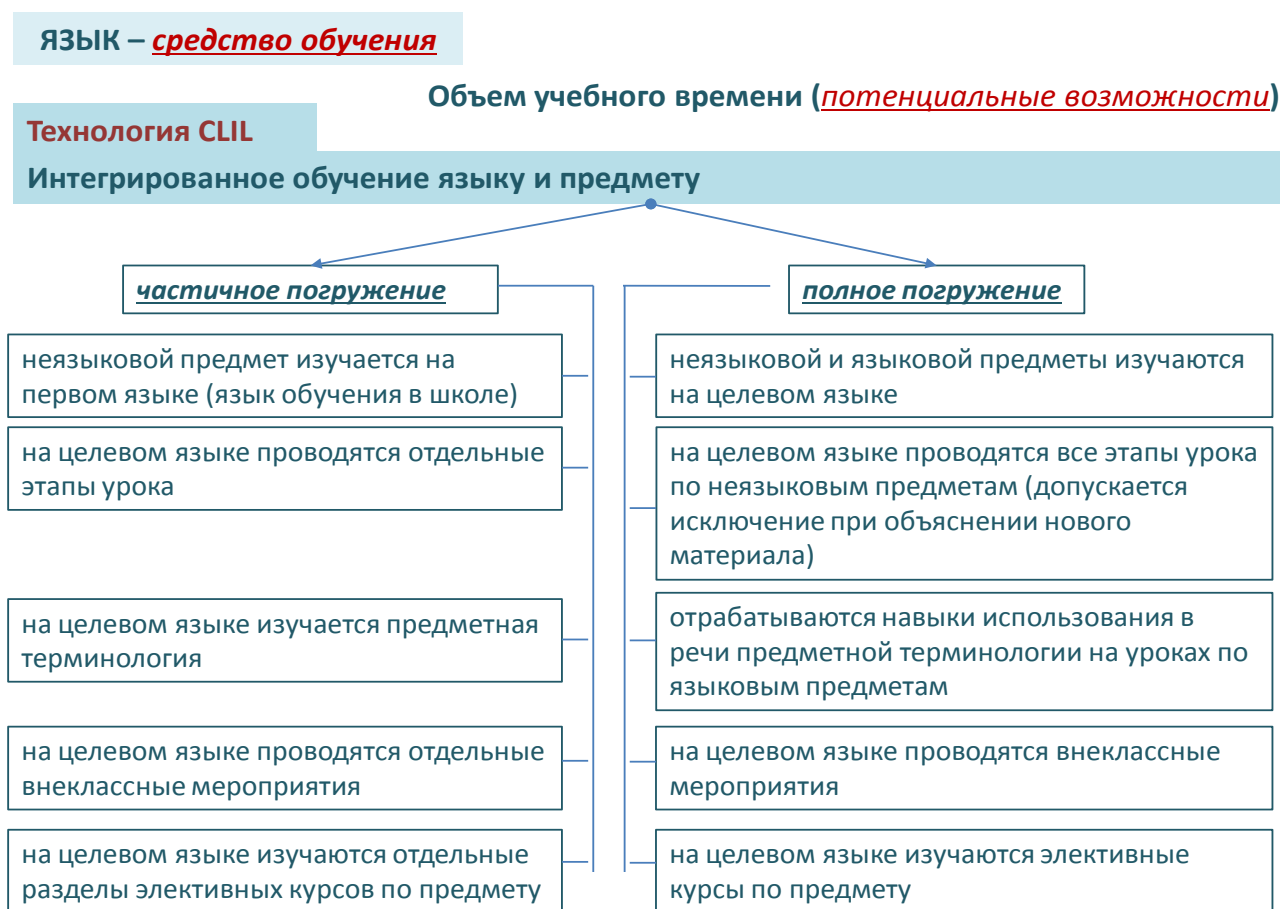 ЯЗЫК – средство обучения
Объем учебного времени (потенциальные возможности)
Технология CLIL
Интегрированное обучение языку и предмету
частичное погружение
неязыковой предмет изучается на
первом языке (язык обучения в школе)
на целевом языке проводятся отдельные
этапы урока
на целевом языке изучается предметная
терминология
на целевом языке проводятся отдельные
внеклассные мероприятия
на целевом языке изучаются отдельные
разделы элективных курсов по предмету
полное погружение
неязыковой и языковой предметы изучаются
на целевом языке
на целевом языке проводятся все этапы урока
по неязыковым предметам (допускается
исключение при объяснении нового
материала)
отрабатываются навыки использования в
речи предметной терминологии на уроках по
языковым предметам
на целевом языке проводятся внеклассные
мероприятия
на целевом языке изучаются элективные
курсы по предмету